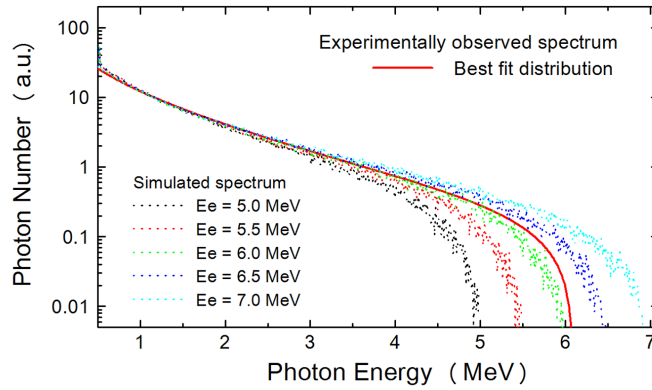 100
10
1
0.1
0.01
Photon Number ( a.u. )
Experimentally observed spectrum
Best fit distribution
Simulated spectrum
Ee = 5.0 MeV
Ee = 5.5 MeV
Ee = 6.0 MeV
Ee = 6.5 MeV
Ee = 7.0 MeV
1 2 3 4 5 6 7
Photon Energy ( MeV )